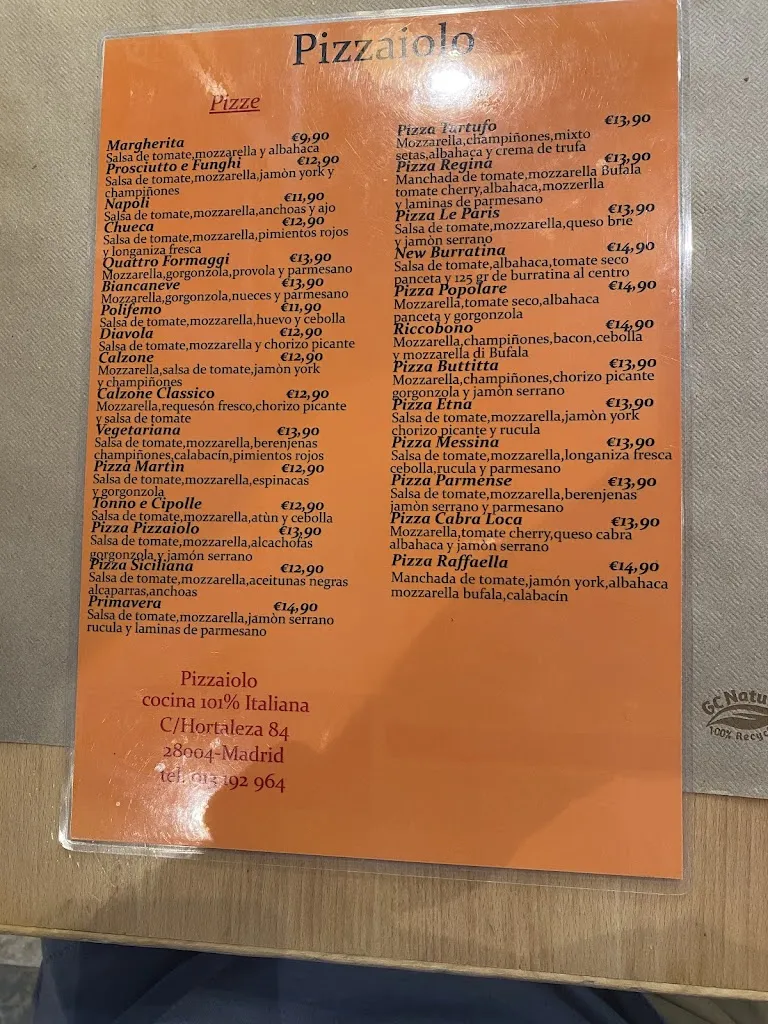 Pizzaiolo
Pizze
Margherita €9,90
Salsa de tomate,mozzarella y albahaca
Prosciutto e Funghi €12,90
Salsa de tomate,mozzarella,jamòn york y
champiñones
Napoli €11,90
Salsa de tomate,mozzarella,anchoas y ajo
Chueca €12,90
Salsa de tomate,mozzarella,pimientos rojos
y longaniza fresca
Quattro Formaggi €13,90
Mozzarella,gorgonzola,provola y parmesano
Biancaneve €13,90
Mozzarella,gorgonzola,nueces y parmesano
Polifemo €11,90
Salsa de tomate,mozzarella,huevo y cebolla
Diavola €12,90
Salsa de tomate,mozzarella y chorizo picante
Calzone €12,90
Mozzarella,salsa de tomate,jamòn york
y champiñones
Calzone Classico €12,90
Mozzarella,requesón fresco,chorizo picante
y salsa de tomate
Vegetariana €13,90
Salsa de tomate,mozzarella,berenjenas
champiñones,calabacín,pimientos rojos
Pizza Martìn €12,90
Salsa de tomate,mozzarella,espinacas
y gorgonzola
Tonno e Cipolle €12,90
Salsa de tomate,mozzarella,atùn y cebolla
Pizza Pizzaiolo €13,90
Salsa de tomate,mozzarella,alcachofas
gorgonzola y jamón serrano
Pizza Siciliana €12,90
Salsa de tomate,mozzarella,aceitunas negras
alcaparras,anchoas
Primavera €14,90
Salsa de tomate,mozzarella,jamòn serrano
rucula y laminas de parmesano
Pizza Tartufo €13,90
Mozzarella,champiñones,mixto
setas,albahaca y crema de trufa
Pizza Regina €13,90
Manchada de tomate,mozzarella Bufala
tomate cherry,albahaca,mozzerlla
y laminas de parmesano
Pizza Le Paris €13,90
Salsa de tomate,mozzarella,queso brie
y jamòn serrano
New Burratina €14,90
Salsa de tomate,albahaca,tomate seco
panceta y 125 gr de burratina al centro
Pizza Popolare €14,90
Mozzarella,tomate seco,albahaca
panceta y gorgonzola
Riccobono €14,90
Mozzarella,champiñones,bacon,cebolla
y mozzarella di Bufala
Pizza Buttitta €13,90
Mozzarella,champiñones,chorizo picante
gorgonzola y jamòn serrano
Pizza Etna €13,90
Salsa de tomate,mozzarella,jamòn york
chorizo picante y rucula
Pizza Messina €13,90
Salsa de tomate,mozzarella,longaniza fresca
cebolla,rucula y parmesano
Pizza Parmense €13,90
Salsa de tomate,mozzarella,berenjenas
jamòn serrano y parmesano
Pizza Cabra Loca €13,90
Mozzarella,tomate cherry,queso cabra
albahaca y jamòn serrano
Pizza Raffaella €14,90
Manchada de tomate,jamón york,albahaca
mozzarella bufala,calabacín
Pizzaiolo
cocina 101% Italiana
C/Hortaleza 84
28004-Madrid
tel. 913 192 964
GC Natu
100% Recyc